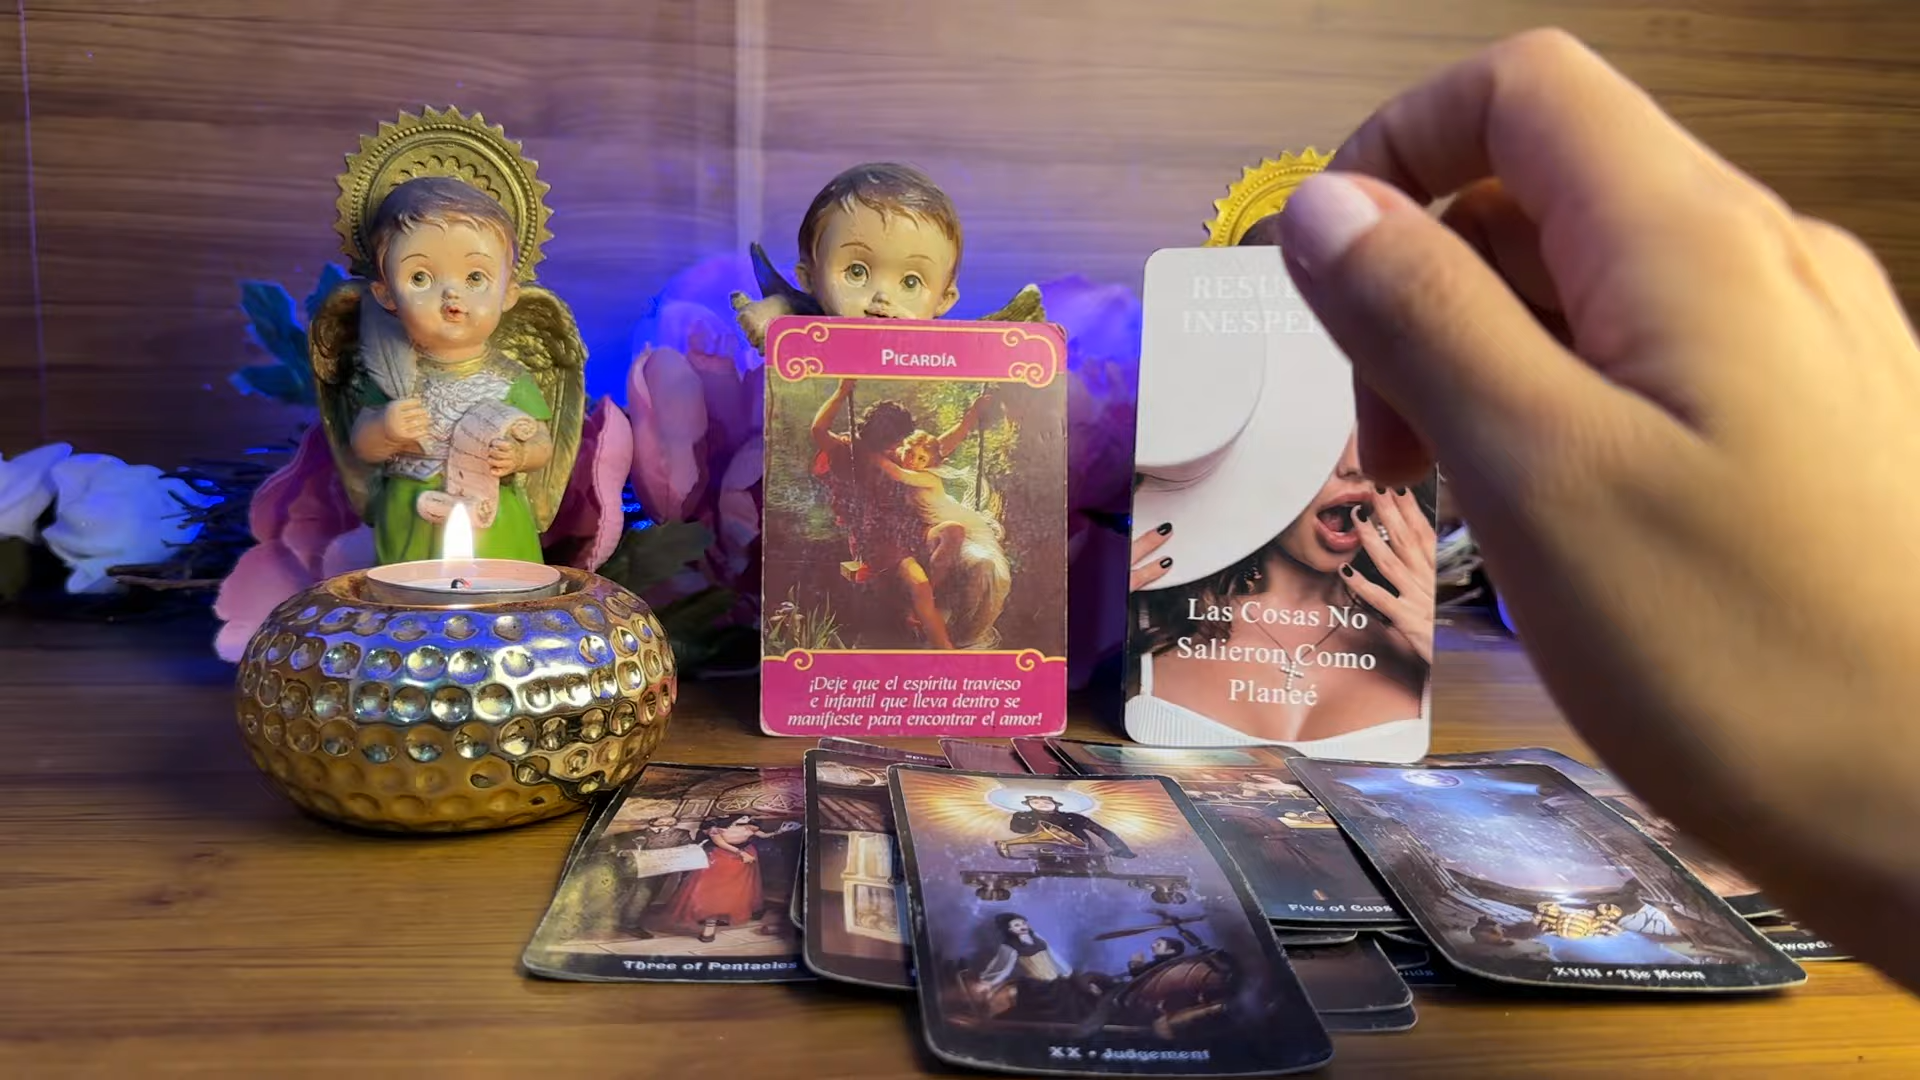 PICARDÍA
¡Deje que el espíritu travieso
e infantil que lleva dentro se
manifieste para encontrar el amor!
Las Cosas No
Salieron Como
Planeé
Three of Pentacles
Five of Cups
XVIII • The Moon
XX • Judgement